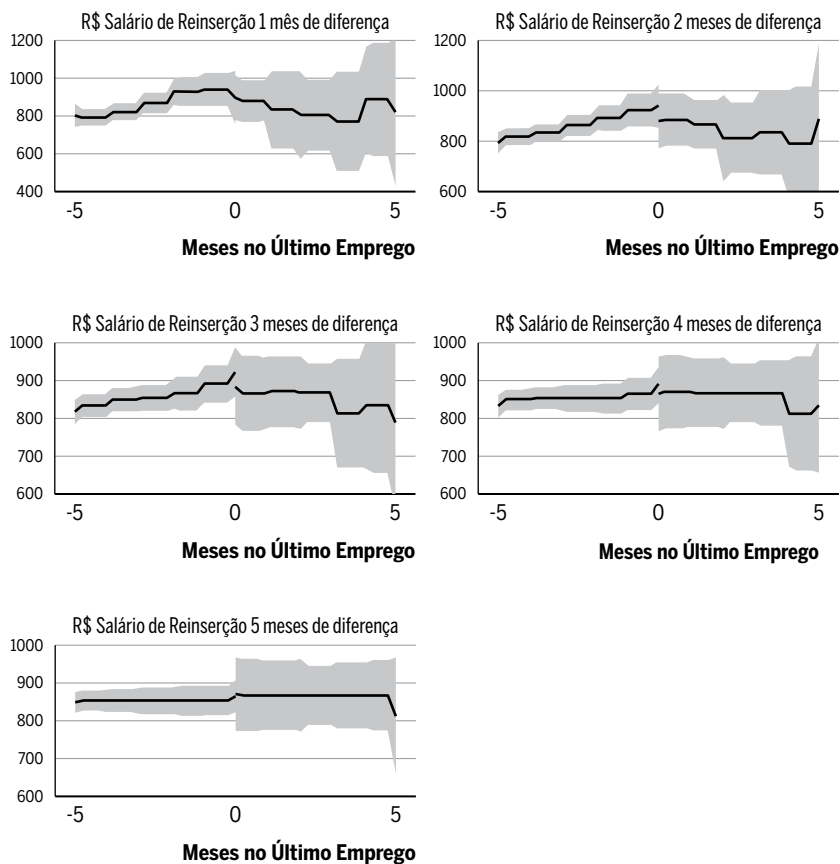 R$ Salário de Reinserção 1 mês de diferença
1200
1000
800
600
400
-5 0 5
Meses no Último Emprego
R$ Salário de Reinserção 2 meses de diferença
1200
1000
800
600
-5 0 5
Meses no Último Emprego
R$ Salário de Reinserção 3 meses de diferença
1000
900
800
700
600
-5 0 5
Meses no Último Emprego
R$ Salário de Reinserção 4 meses de diferença
1000
900
800
700
600
-5 0 5
Meses no Último Emprego
R$ Salário de Reinserção 5 meses de diferença
1000
900
800
700
600
-5 0 5
Meses no Último Emprego